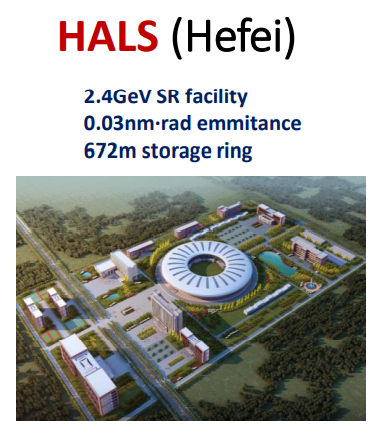 HALS (Hefei)
2.4GeV SR facility
0.03nm·rad emmitance
672m storage ring